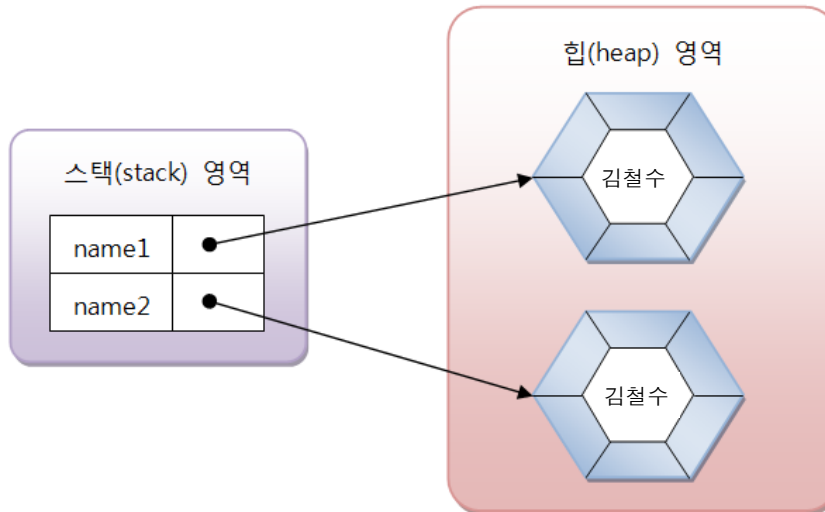 스택(stack) 영역
name1
name2
힙(heap) 영역
김철수
김철수